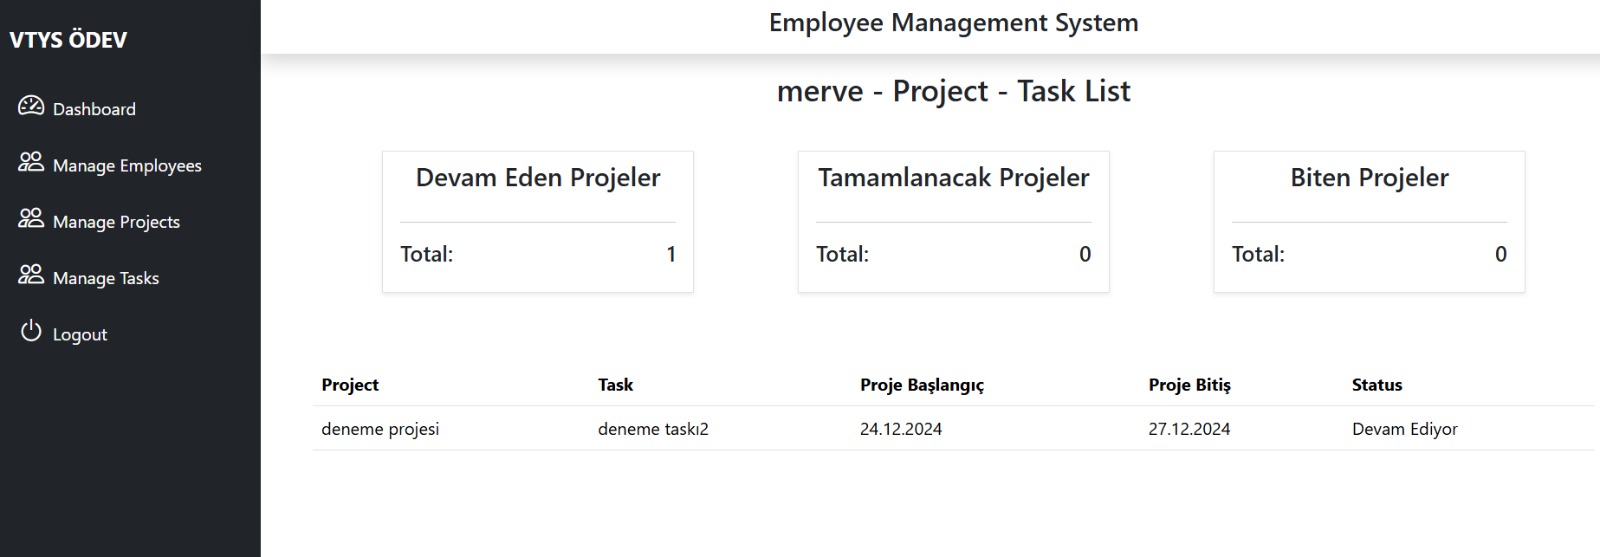 VTYS ÖDEV
Dashboard
Manage Employees
Manage Projects
Manage Tasks
Logout
Employee Management System
merve - Project - Task List
Devam Eden Projeler
Total: 1
Tamamlanacak Projeler
Total: 0
Biten Projeler
Total: 0
Project Task Proje Başlangıç Proje Bitiş Status
deneme projesi deneme taskı2 24.12.2024 27.12.2024 Devam Ediyor